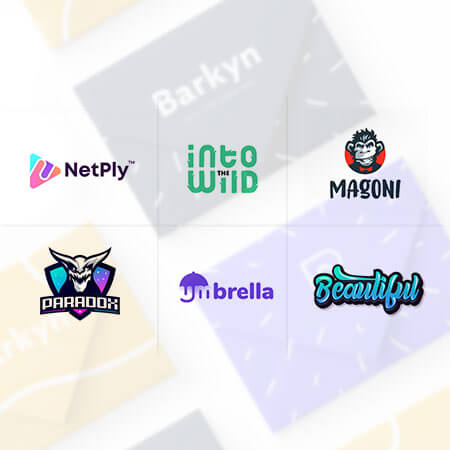 Barkyn
NetPly™
into
THE
WilD
MAGONI
PARADOX
umbrella
Beautiful
Barkyn